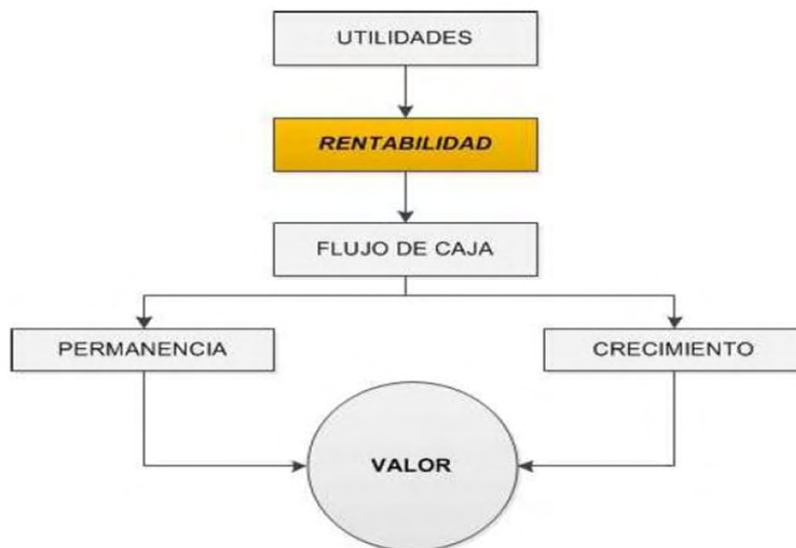 UTILIDADES
RENTABILIDAD
FLUJO DE CAJA
PERMANENCIA
CRECIMIENTO
VALOR